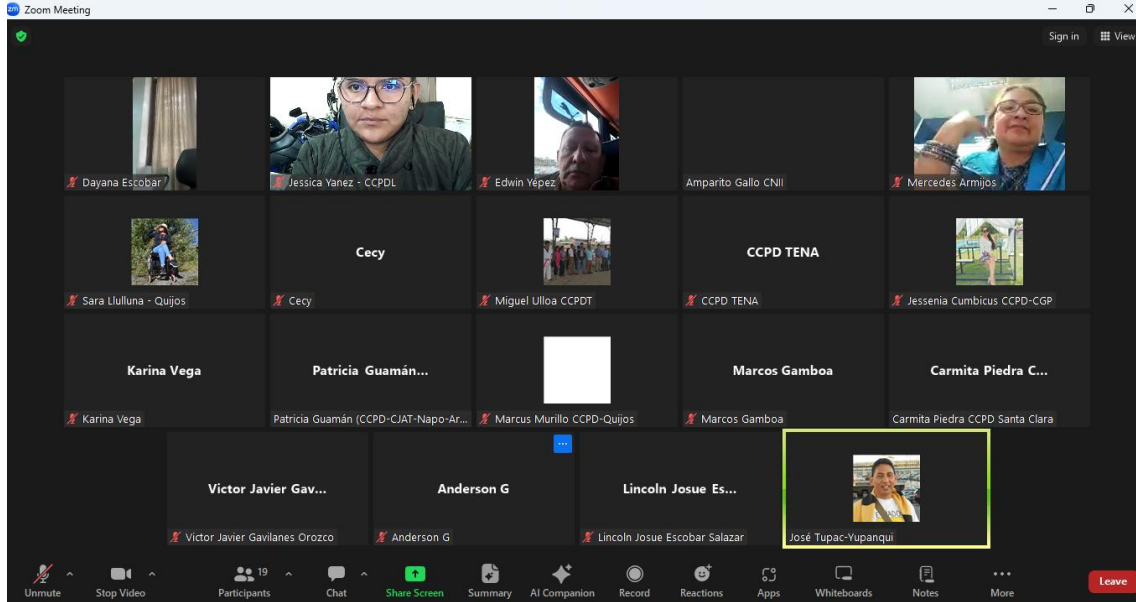 zm Zoom Meeting
Sign in View
Dayana Escobar
Jessica Yanez - CCPDL
Edwin Yépez
Amparito Gallo CNII
Mercedes Armijos
Sara Llulluna - Quijos
Cecy
Cecy
Miguel Ulloa CCPDT
CCPD TENA
CCPD TENA
Jessenia Cumbicus CCPD-CGP
Karina Vega
Karina Vega
Patricia Guamán...
Patricia Guamán (CCPD-CJAT-Napo-Ar...
Marcus Murillo CCPD-Quijos
Marcos Gamboa
Marcos Gamboa
Carmita Piedra C...
Carmita Piedra CCPD Santa Clara
Victor Javier Gav...
Victor Javier Gavilanes Orozco
Anderson G
Anderson G
Lincoln Josue Es...
Lincoln Josue Escobar Salazar
José Tupac-Yupanqui
Unmute
Stop Video
19
Participants
Chat
Share Screen
Summary
AI Companion
Record
Reactions
Apps
Whiteboards
Notes
More
Leave